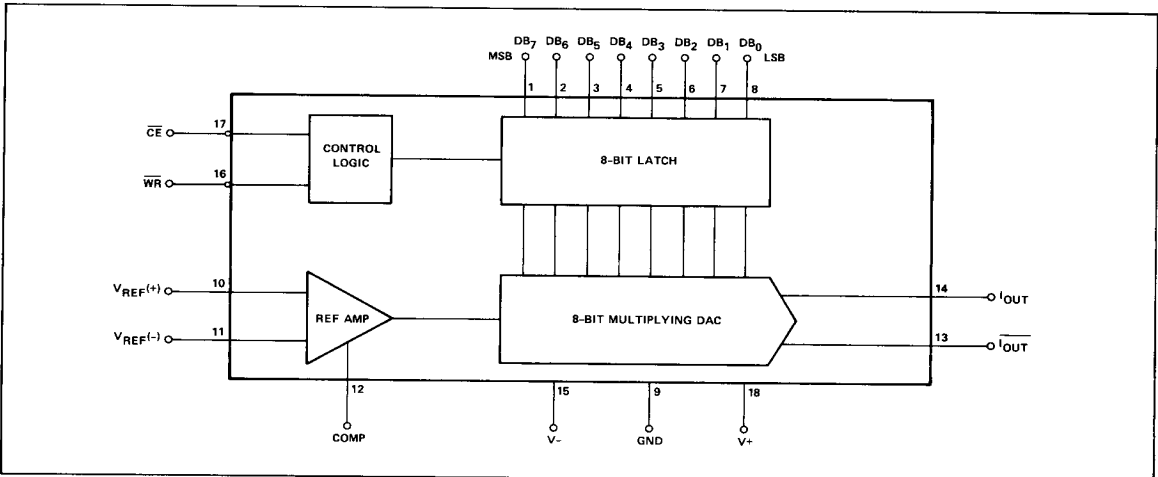 DB7 DB6 DB5 DB4 DB3 DB2 DB1 DB0
MSB LSB
1 2 3 4 5 6 7 8
CE 17
CONTROL
LOGIC
8-BIT LATCH
WR 16
VREF(+) 10
REF AMP
8-BIT MULTIPLYING DAC
14 IOUT
VREF(-) 11
13 IOUT
12 15 9 18
COMP V- GND V+